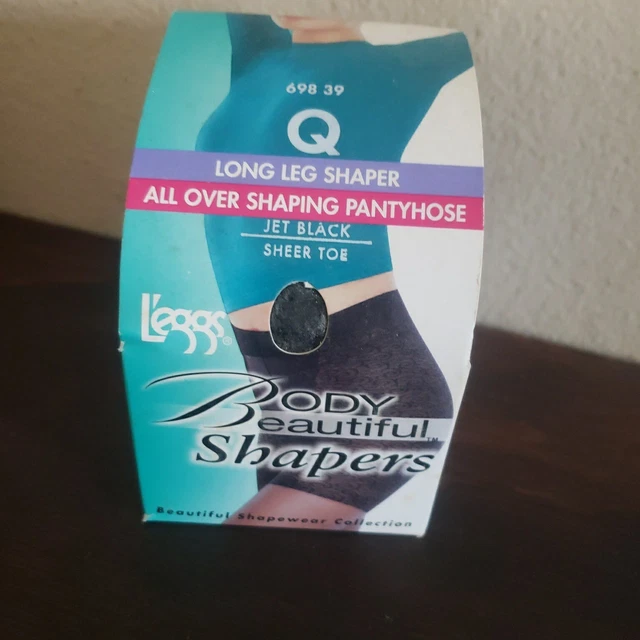 698 39
Q
LONG LEG SHAPER
ALL OVER SHAPING PANTYHOSE
JET BLACK
SHEER TOE
L'eggs®
BODY
Beautiful™
Shapers
Beautiful Shapewear Collection